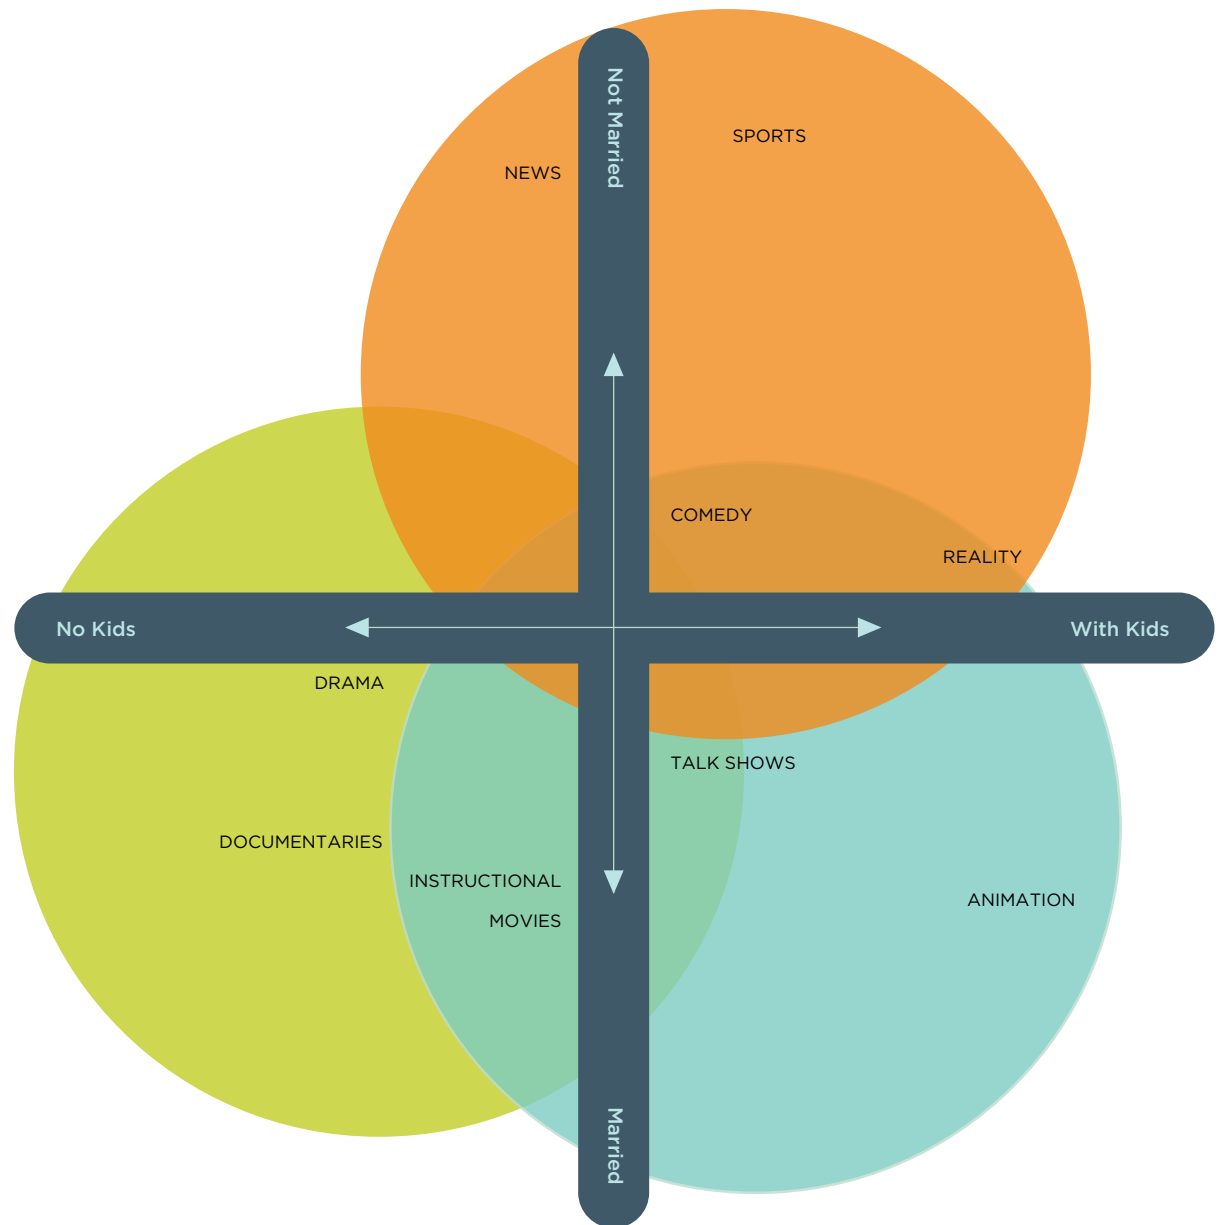 Not Married
SPORTS
NEWS
COMEDY
REALITY
No Kids
With Kids
DRAMA
TALK SHOWS
DOCUMENTARIES
INSTRUCTIONAL
ANIMATION
MOVIES
Married